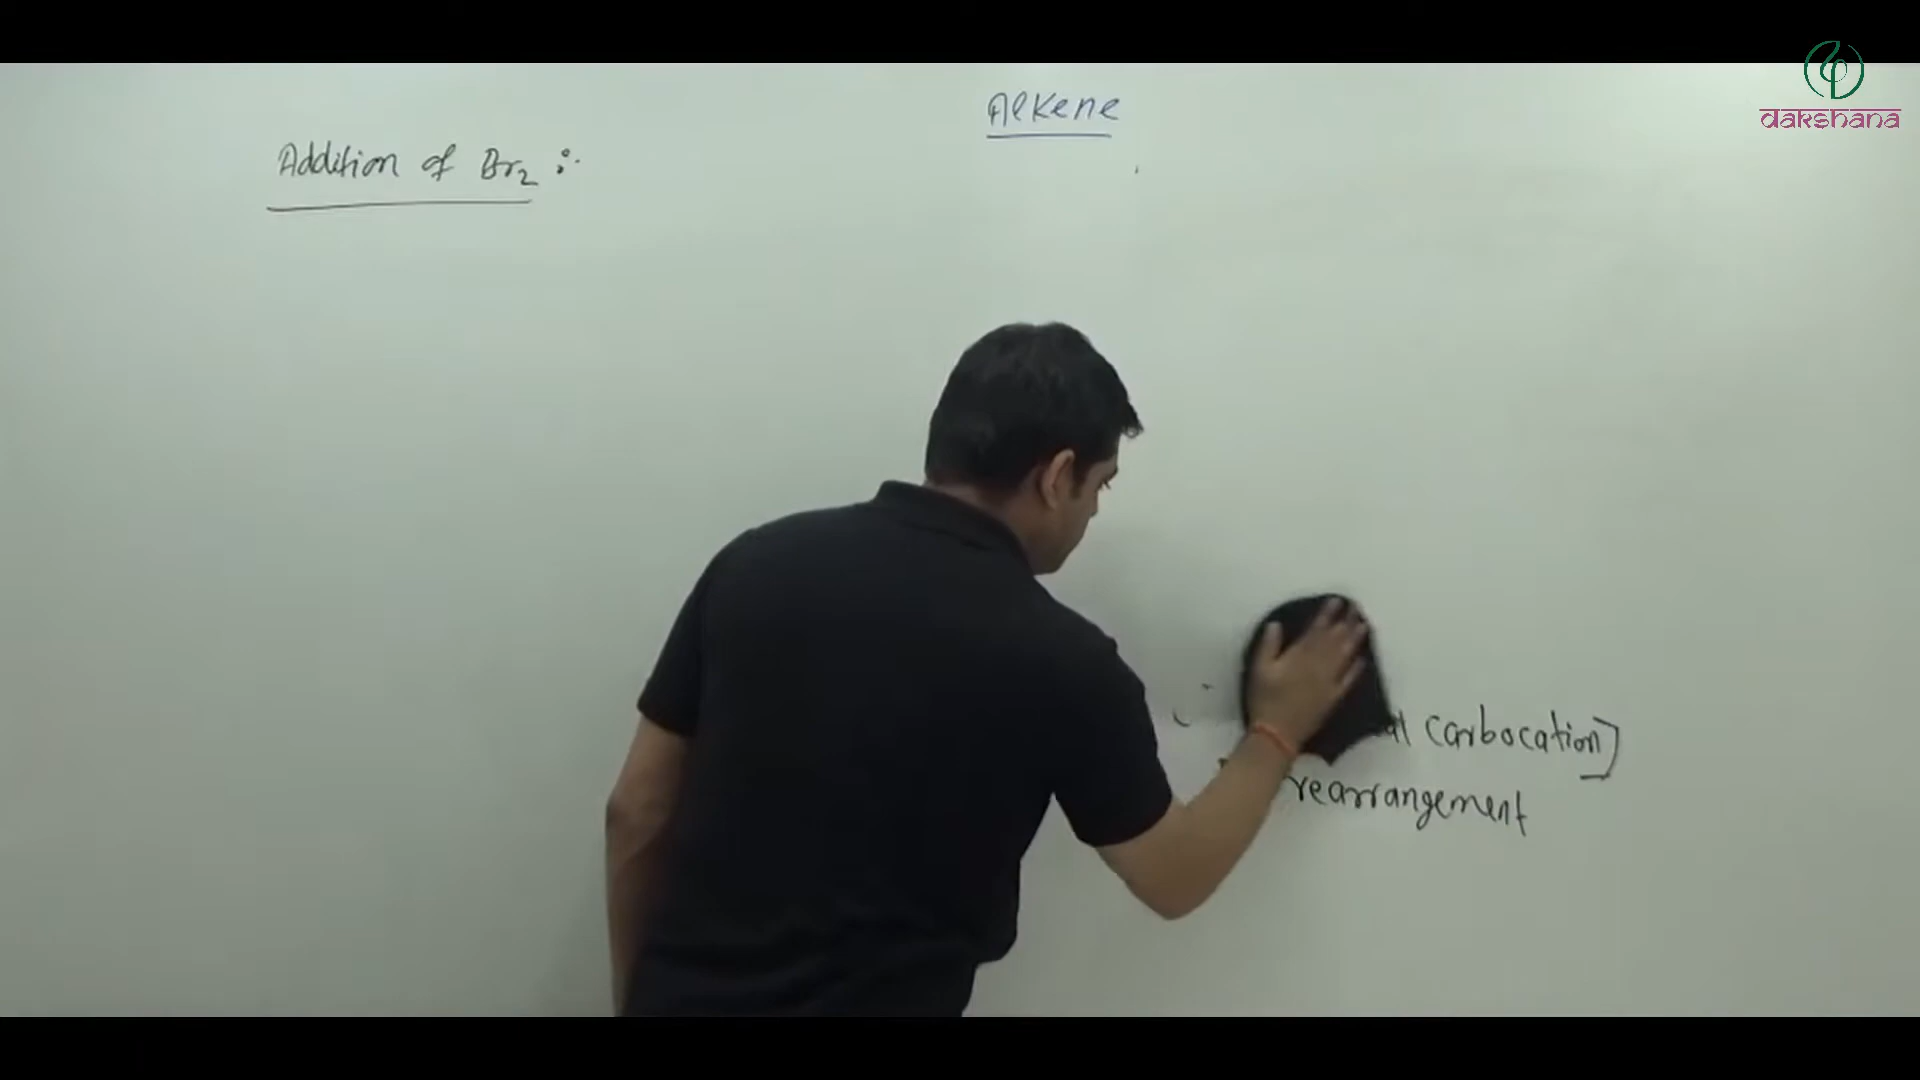 Alkene
dakshana
Addition of Br2 :-
carbocation]
rearrangement